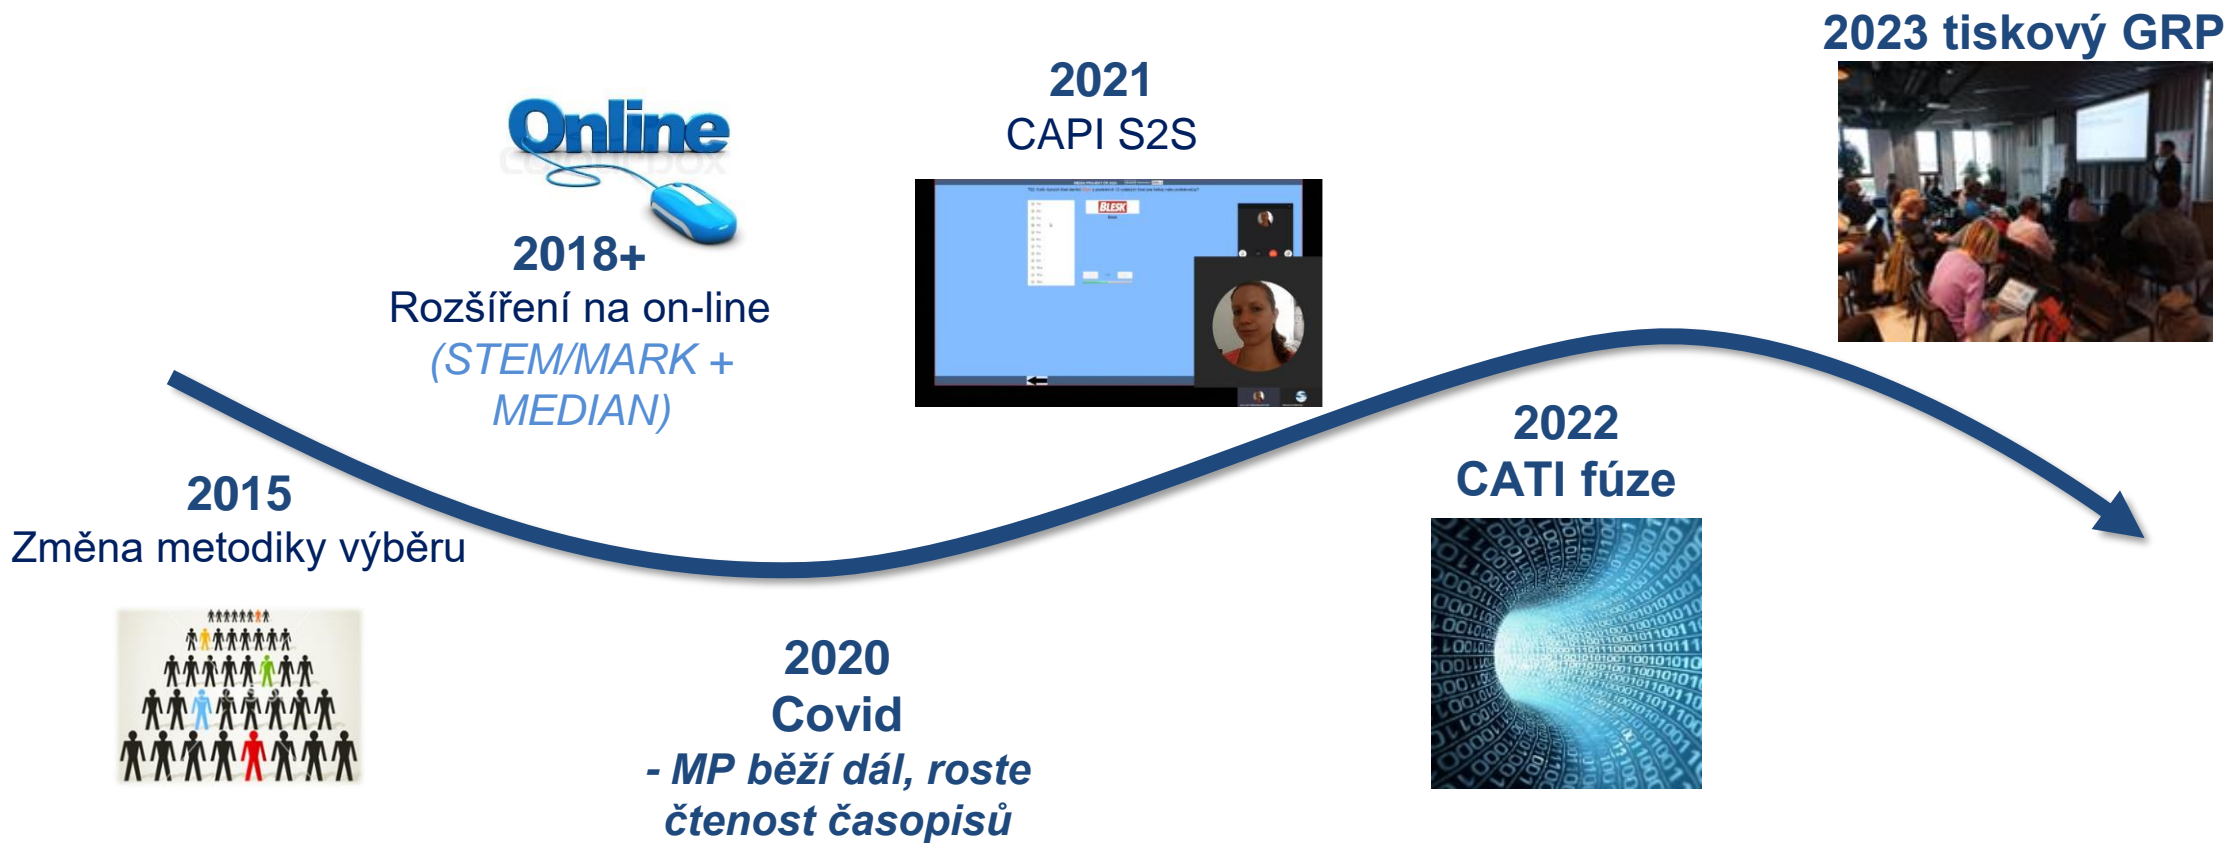 2023 tiskový GRP
2021
CAPI S2S
Online
2018+
Rozšíření na on-line
(STEM/MARK +
MEDIAN)
BLESK
2022
CATI fúze
2015
Změna metodiky výběru
2020
Covid
- MP běží dál, roste
čtenost časopisů